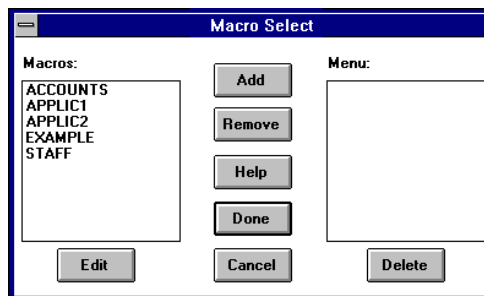 Macro Select
Macros:
ACCOUNTS
APPLIC1
APPLIC2
EXAMPLE
STAFF
Edit
Add
Remove
Help
Done
Cancel
Menu:
Delete